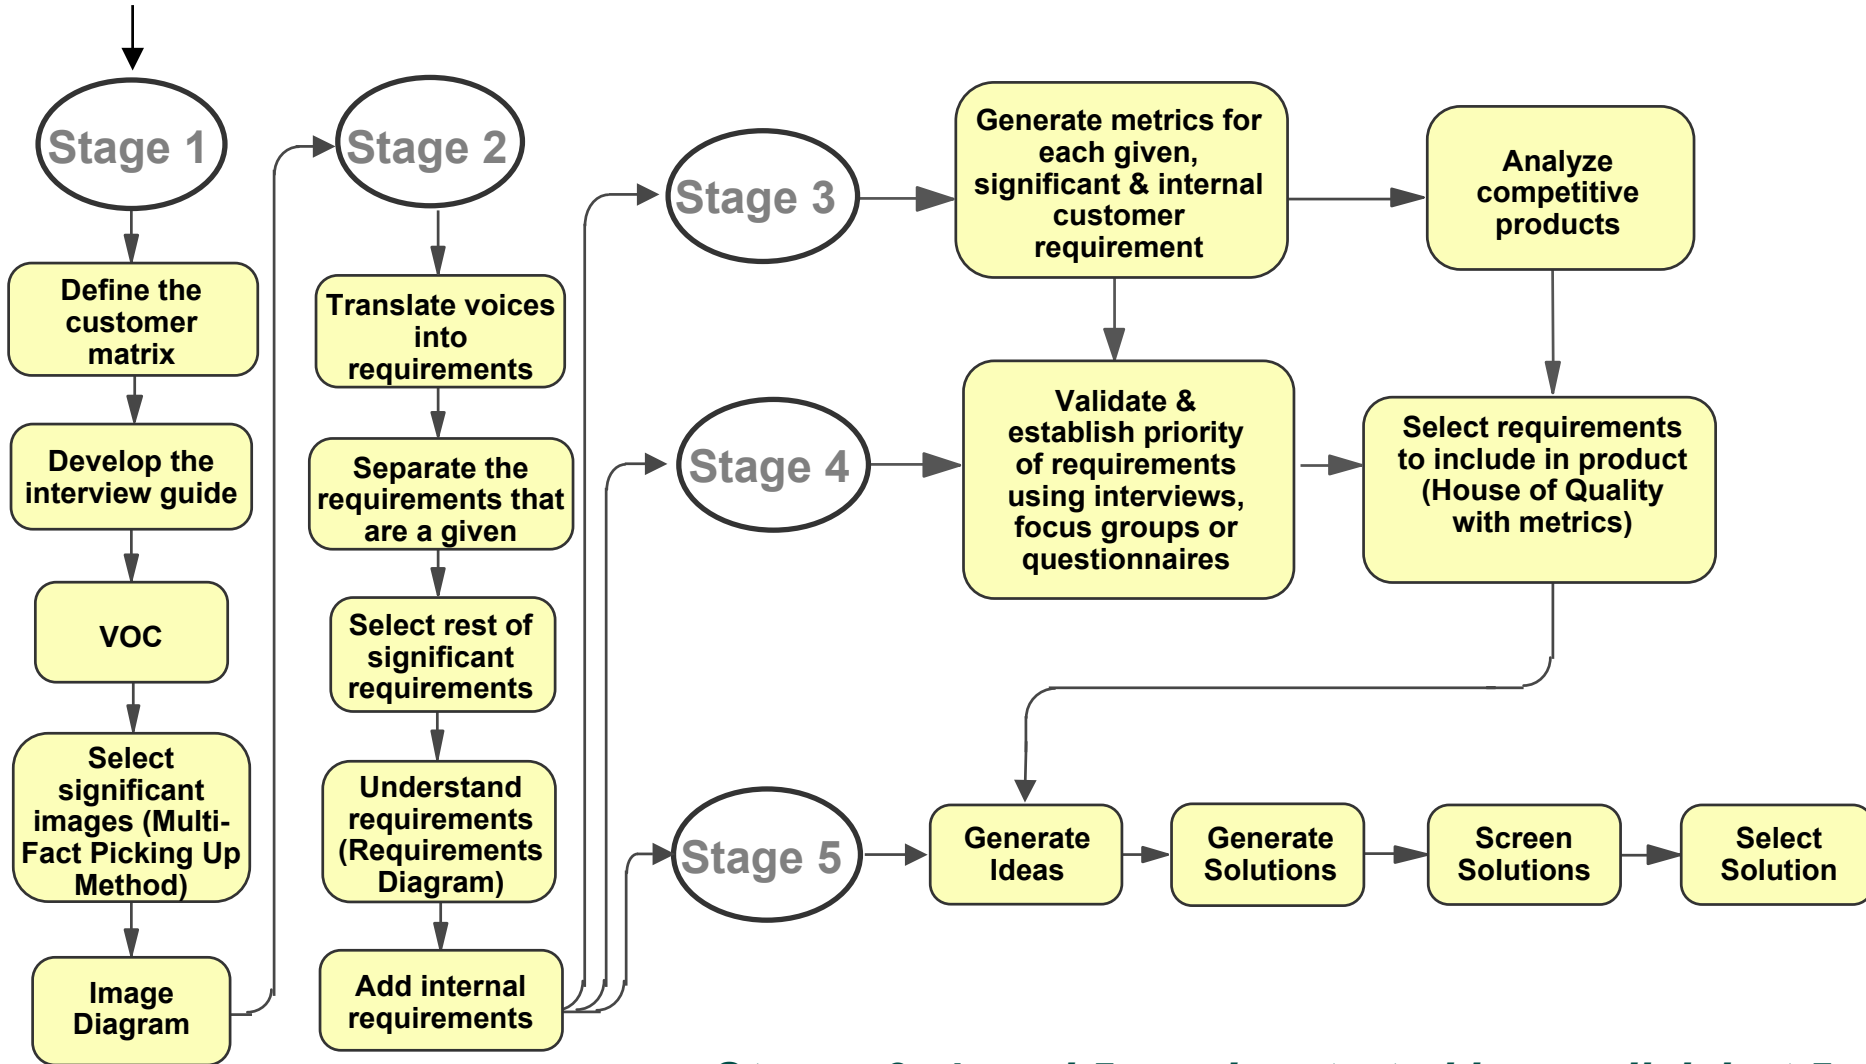 Stage 1
Define the
customer
matrix
Develop the
interview guide
VOC
Select
significant
images (Multi-
Fact Picking Up
Method)
Image
Diagram
Stage 2
Translate voices
into
requirements
Separate the
requirements that
are a given
Select rest of
significant
requirements
Understand
requirements
(Requirements
Diagram)
Add internal
requirements
Stage 3
Generate metrics for
each given,
significant & internal
customer
requirement
Analyze
competitive
products
Stage 4
Validate &
establish priority
of requirements
using interviews,
focus groups or
questionnaires
Select requirements
to include in product
(House of Quality
with metrics)
Stage 5
Generate
Ideas
Generate
Solutions
Screen
Solutions
Select
Solution